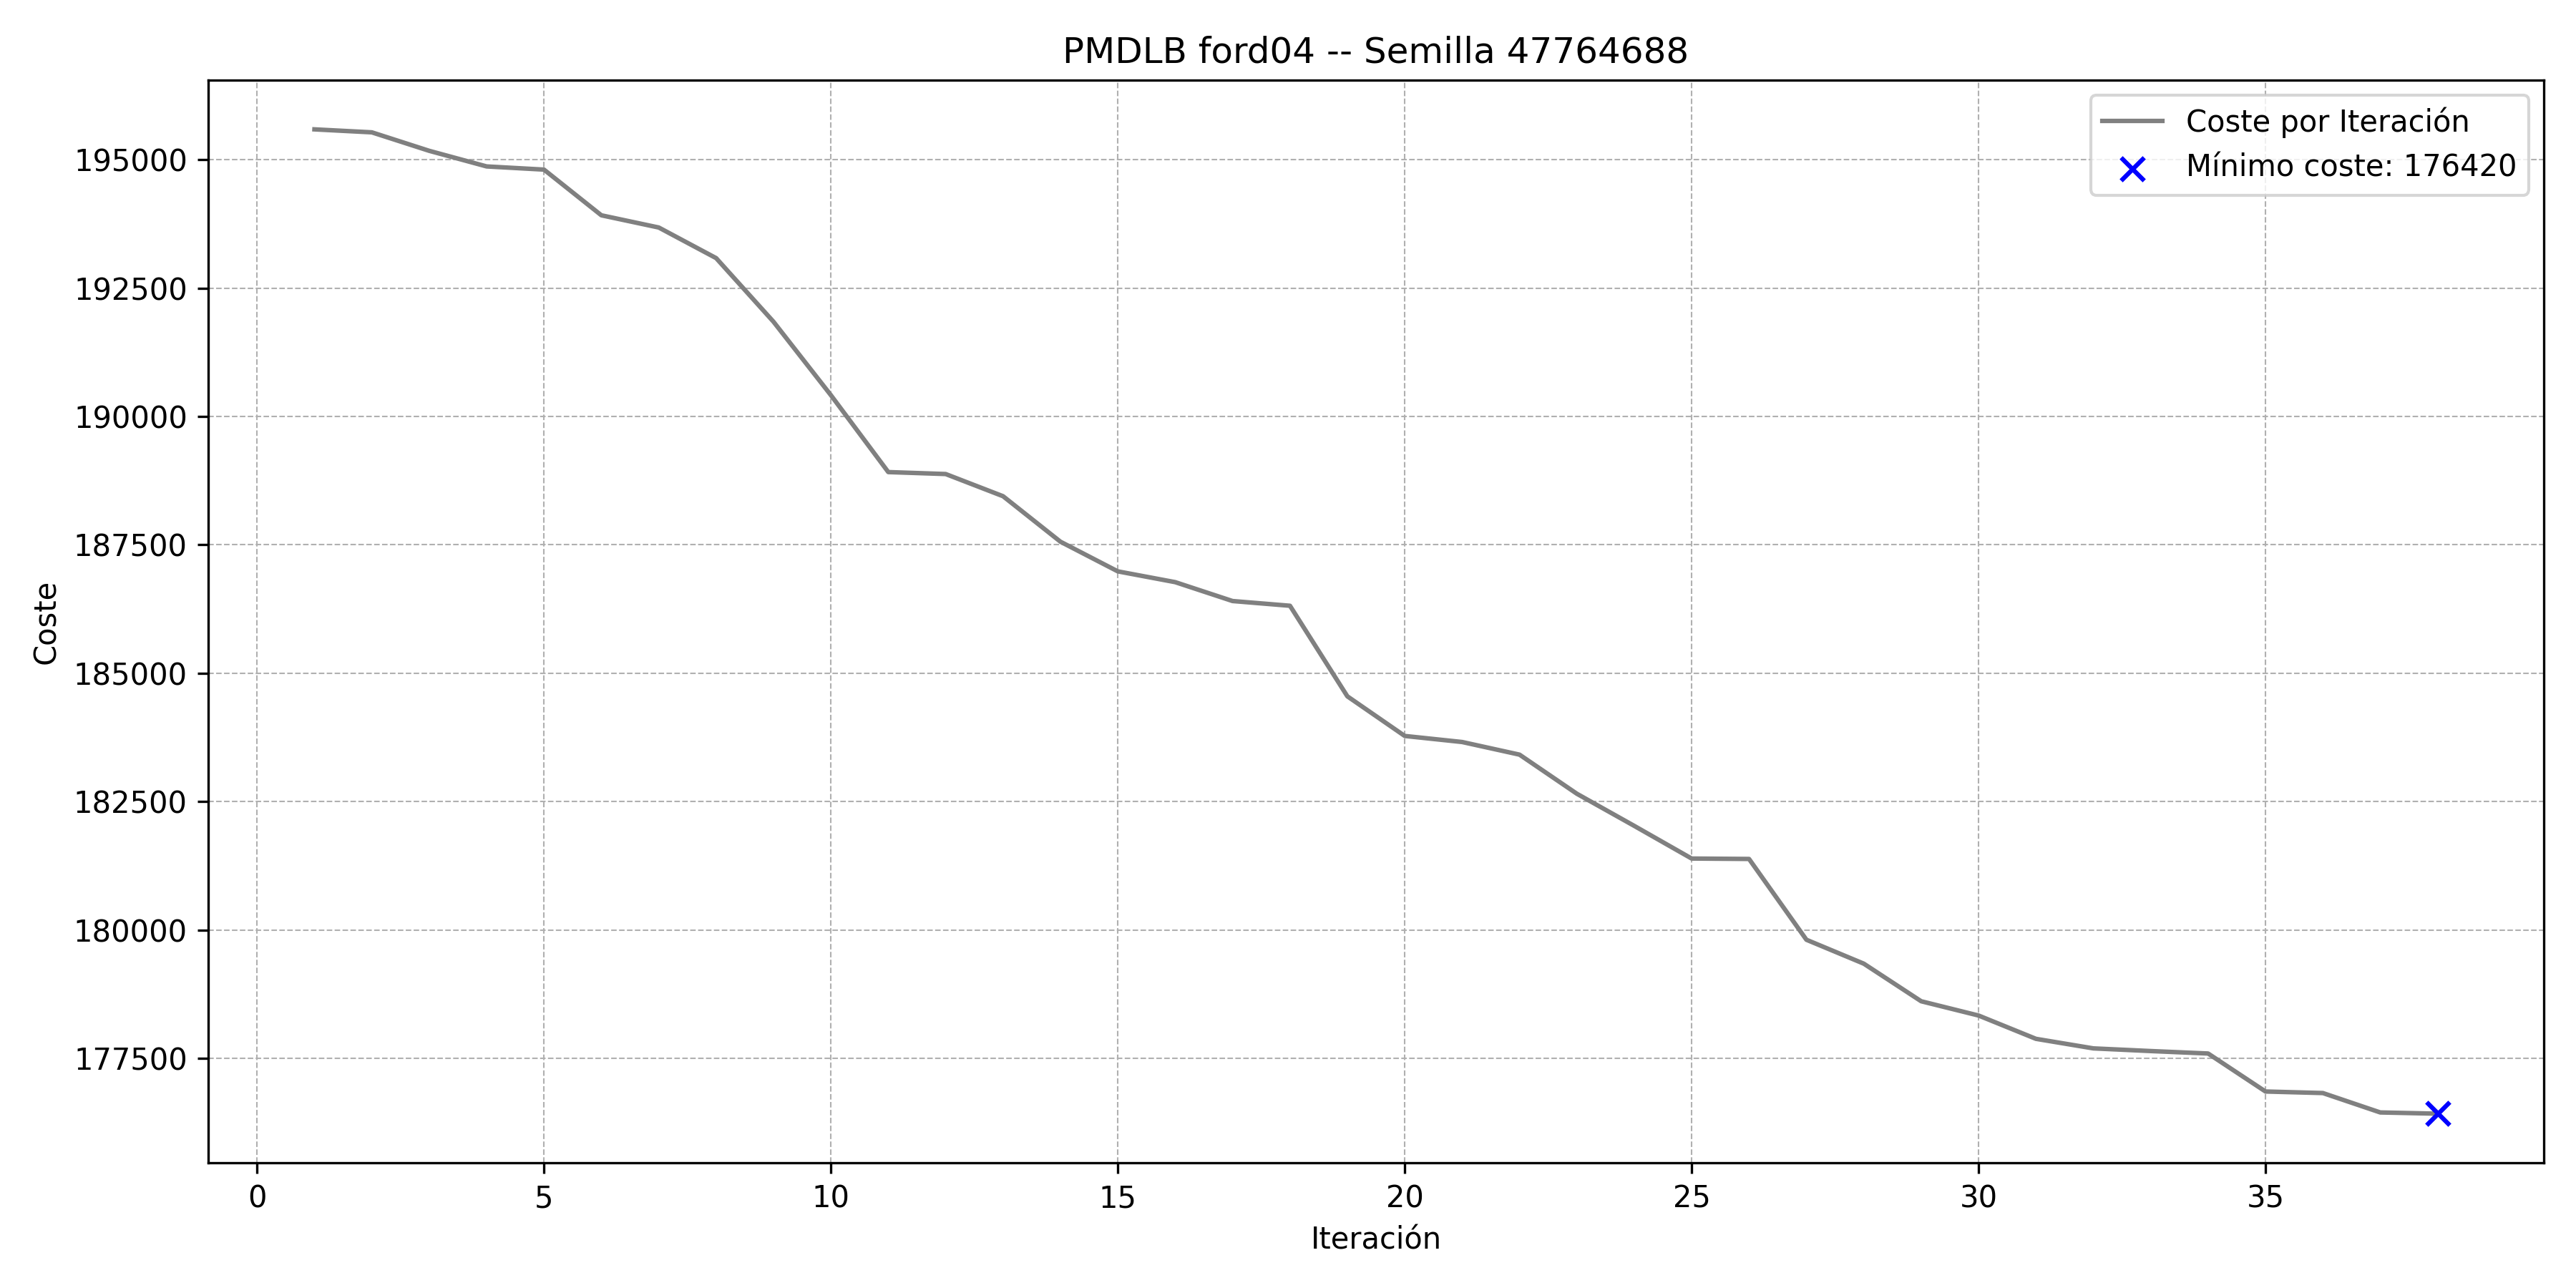 PMDLB ford04 -- Semilla 47764688
Coste por Iteración
Mínimo coste: 176420
195000
192500
190000
187500
185000
182500
180000
177500
Coste
0 5 10 15 20 25 30 35
Iteración